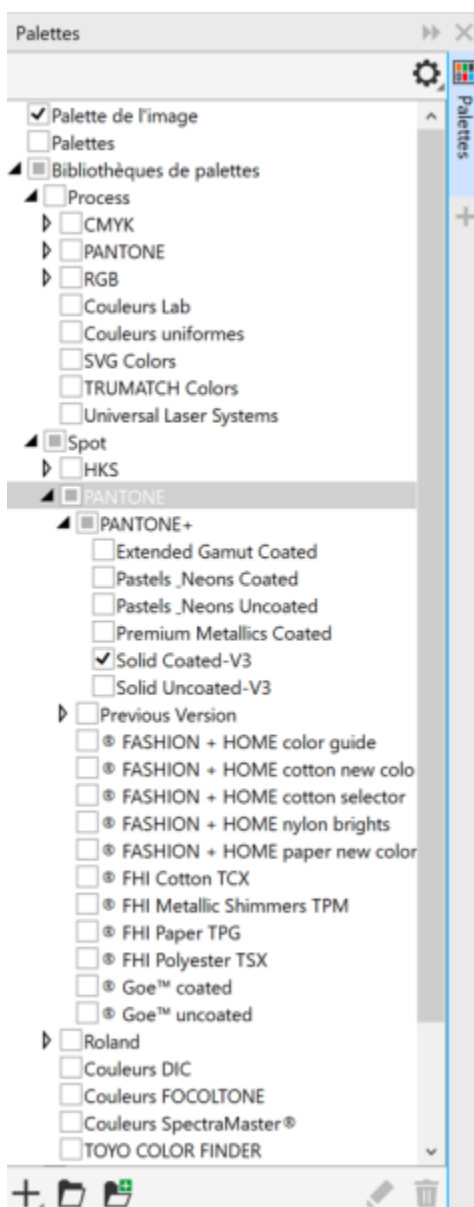 Palettes
Palettes
Palette de l'image
Palettes
Bibliothèques de palettes
Process
CMYK
PANTONE
RGB
Couleurs Lab
Couleurs uniformes
SVG Colors
TRUMATCH Colors
Universal Laser Systems
Spot
HKS
PANTONE
PANTONE+
Extended Gamut Coated
Pastels _Neons Coated
Pastels _Neons Uncoated
Premium Metallics Coated
Solid Coated-V3
Solid Uncoated-V3
Previous Version
® FASHION + HOME color guide
® FASHION + HOME cotton new colo
® FASHION + HOME cotton selector
® FASHION + HOME nylon brights
® FASHION + HOME paper new color
® FHI Cotton TCX
® FHI Metallic Shimmers TPM
® FHI Paper TPG
® FHI Polyester TSX
® Goe™ coated
® Goe™ uncoated
Roland
Couleurs DIC
Couleurs FOCOLTONE
Couleurs SpectraMaster®
TOYO COLOR FINDER